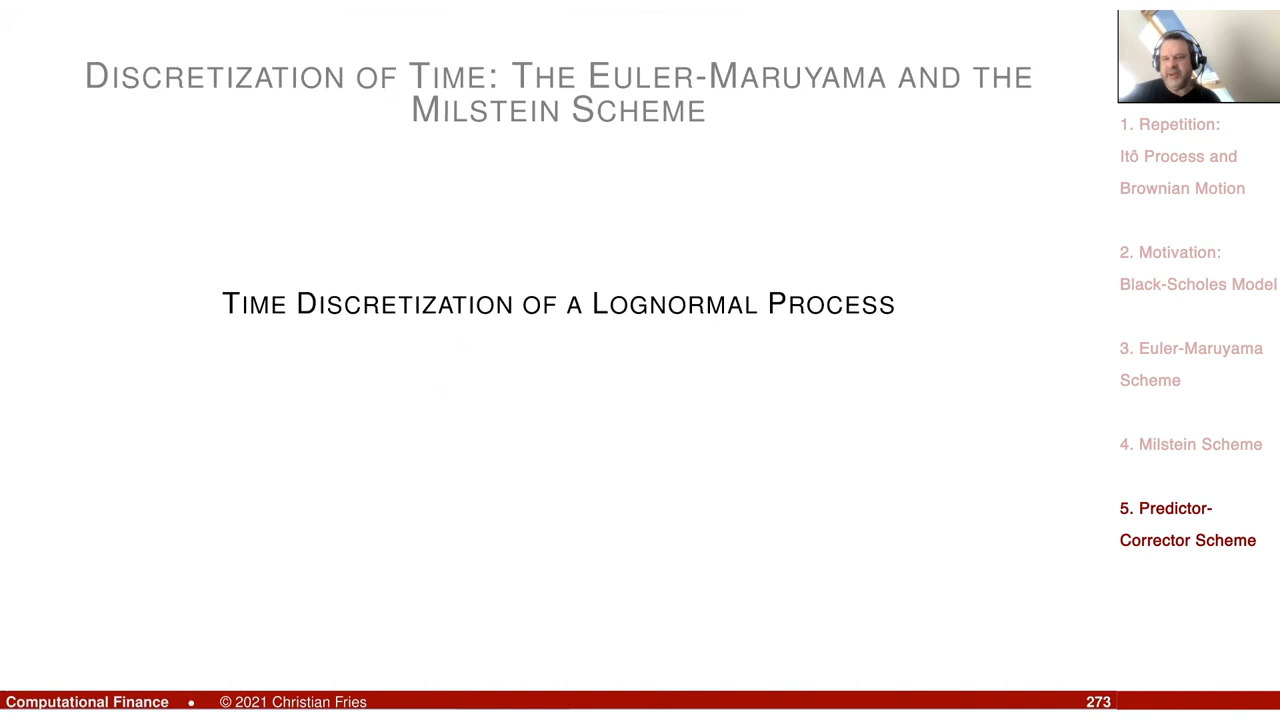 DISCRETIZATION OF TIME: THE EULER-MARUYAMA AND THE
MILSTEIN SCHEME
TIME DISCRETIZATION OF A LOGNORMAL PROCESS
1. Repetition:
Itô Process and
Brownian Motion
2. Motivation:
Black-Scholes Model
3. Euler-Maruyama
Scheme
4. Milstein Scheme
5. Predictor-
Corrector Scheme
Computational Finance • © 2021 Christian Fries 273